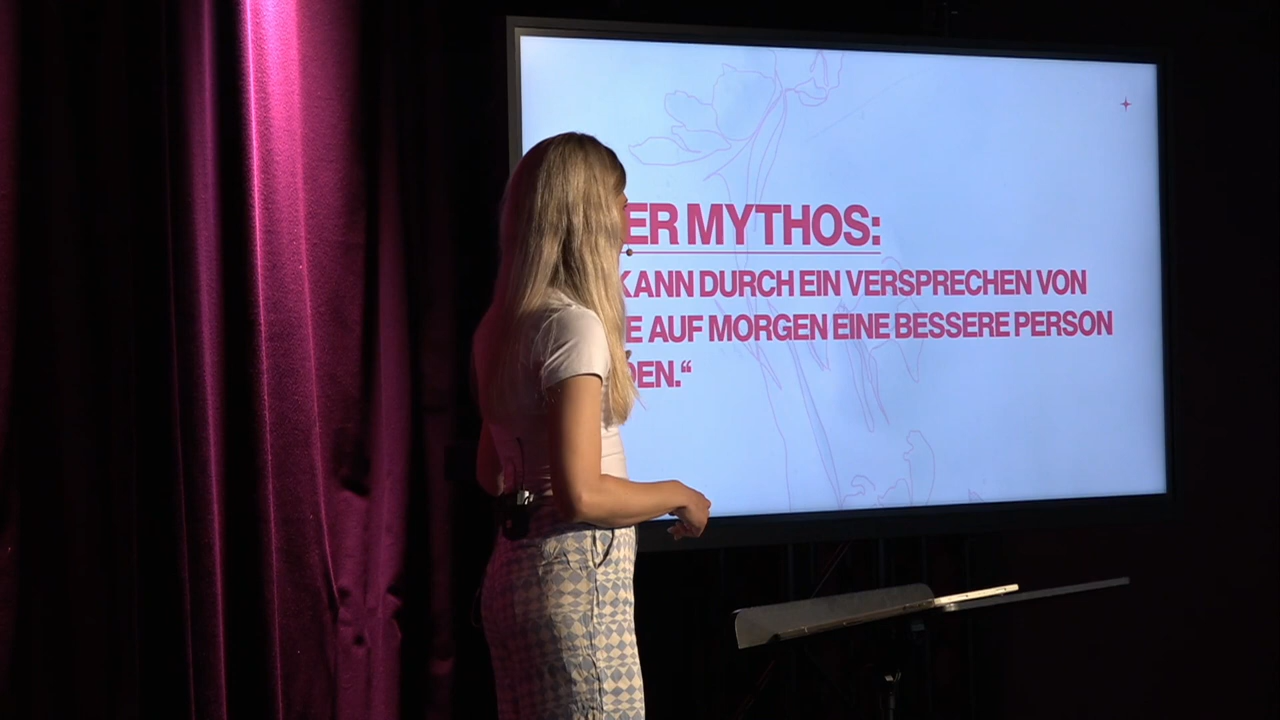 ER MYTHOS:
KANN DURCH EIN VERSPRECHEN VON
E AUF MORGEN EINE BESSERE PERSON
DEN.“